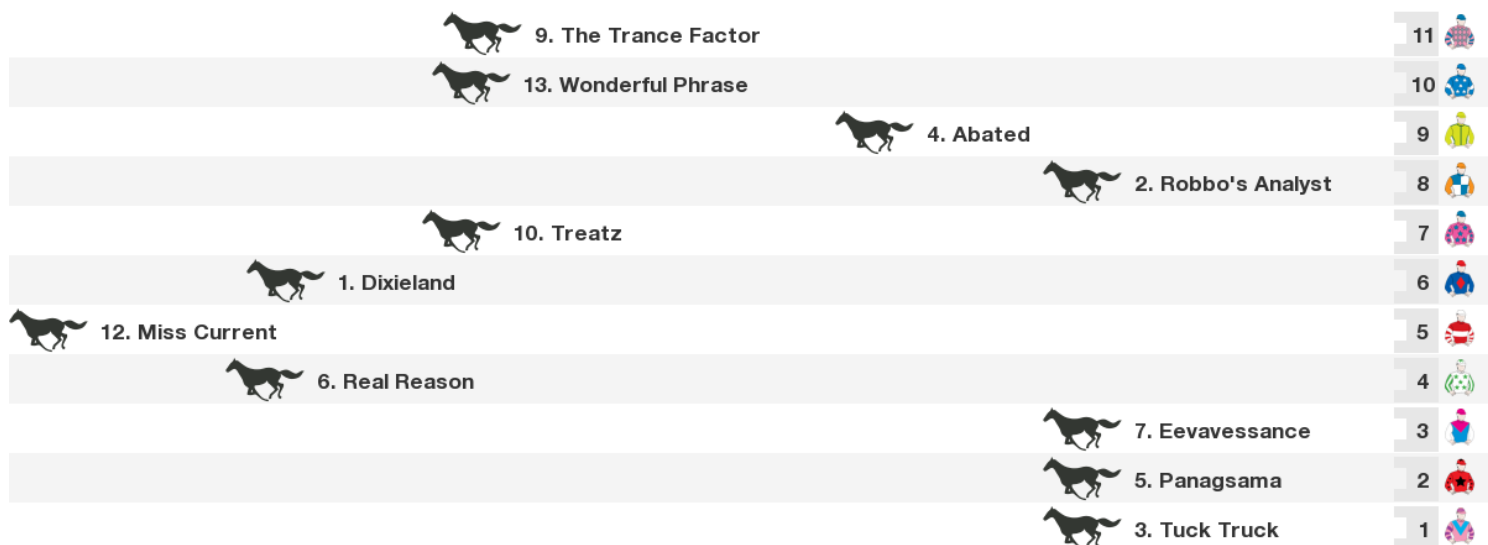 9. The Trance Factor 11
13. Wonderful Phrase 10
4. Abated 9
2. Robbo's Analyst 8
10. Treatz 7
1. Dixieland 6
12. Miss Current 5
6. Real Reason 4
7. Eevavessance 3
5. Panagsama 2
3. Tuck Truck 1